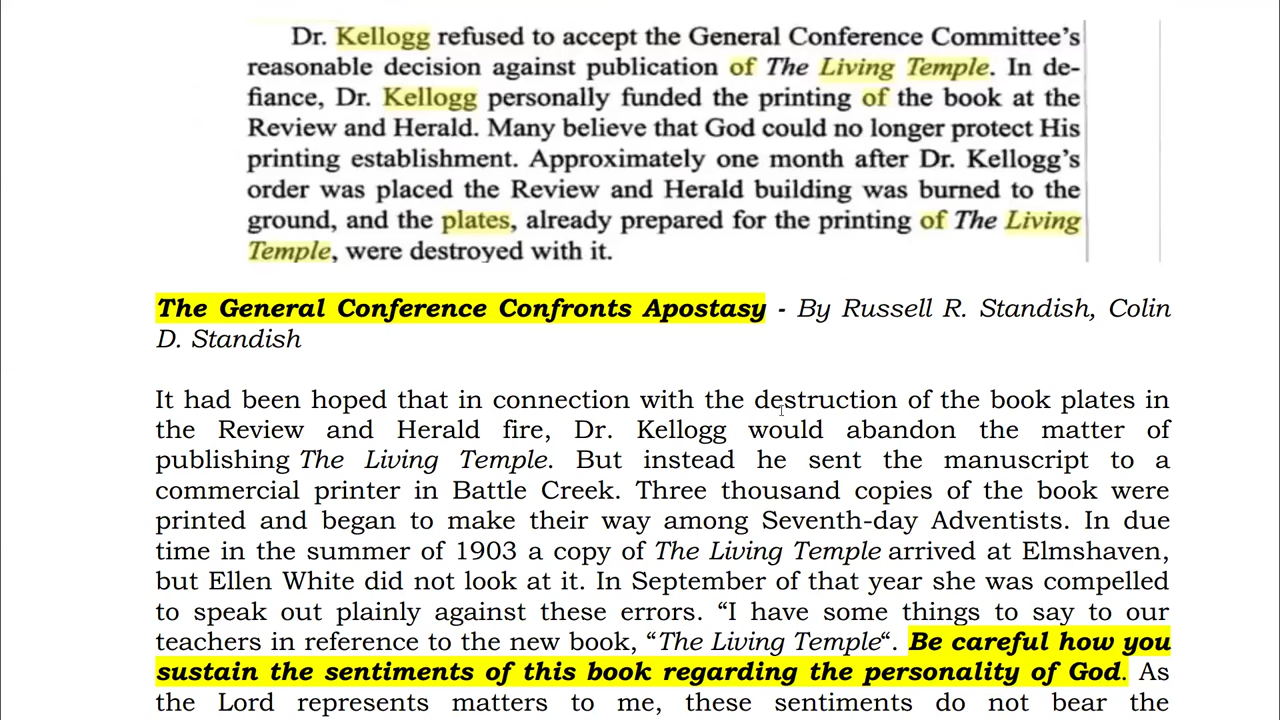 Dr. Kellogg refused to accept the General Conference Committee's
reasonable decision against publication of The Living Temple. In de-
fiance, Dr. Kellogg personally funded the printing of the book at the
Review and Herald. Many believe that God could no longer protect His
printing establishment. Approximately one month after Dr. Kellogg's
order was placed the Review and Herald building was burned to the
ground, and the plates, already prepared for the printing of The Living
Temple, were destroyed with it.
The General Conference Confronts Apostasy - By Russell R. Standish, Colin
D. Standish
It had been hoped that in connection with the destruction of the book plates in
the Review and Herald fire, Dr. Kellogg would abandon the matter of
publishing The Living Temple. But instead he sent the manuscript to a
commercial printer in Battle Creek. Three thousand copies of the book were
printed and began to make their way among Seventh-day Adventists. In due
time in the summer of 1903 a copy of The Living Temple arrived at Elmshaven,
but Ellen White did not look at it. In September of that year she was compelled
to speak out plainly against these errors. “I have some things to say to our
teachers in reference to the new book, “The Living Temple“. Be careful how you
sustain the sentiments of this book regarding the personality of God. As
the Lord represents matters to me, these sentiments do not bear the